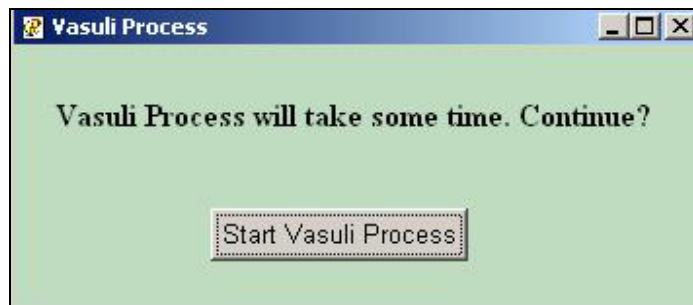 Vasuli Process
Vasuli Process will take some time. Continue?
Start Vasuli Process